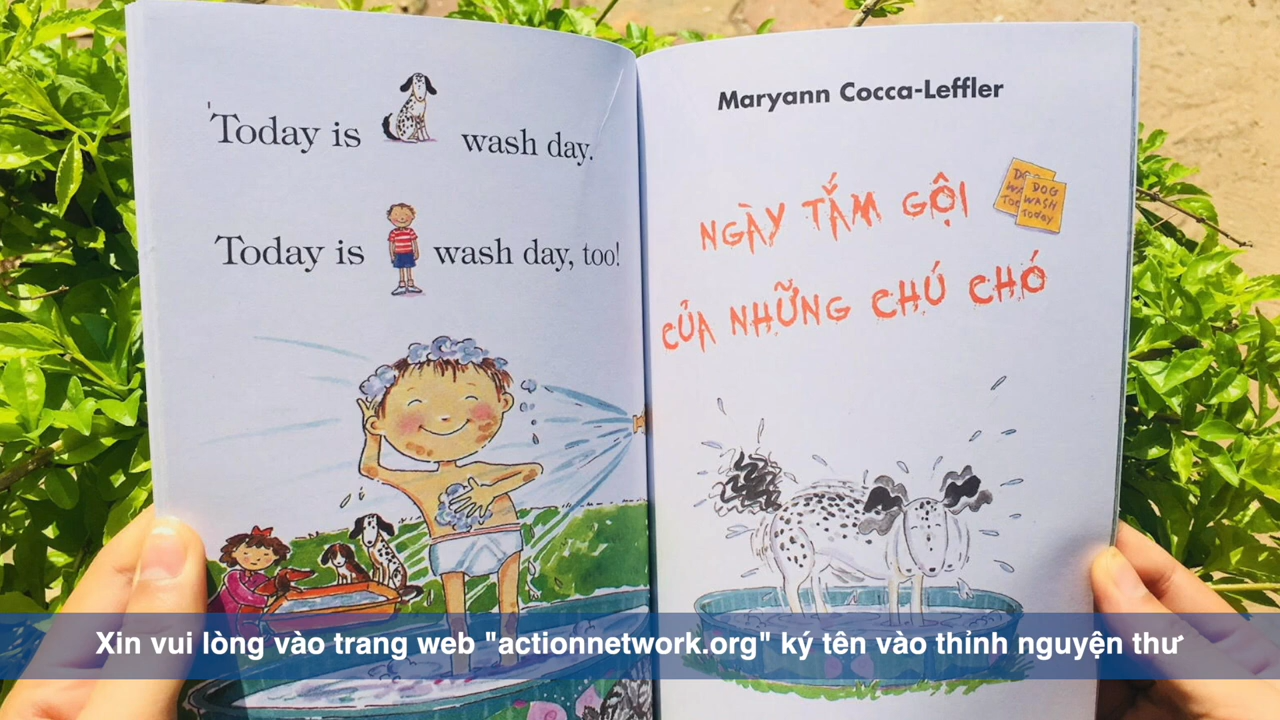 Today is wash day.
Today is wash day, too!
Maryann Cocca-Leffler
NGÀY TẮM GỘI
CỦA NHỮNG CHÚ CHÓ
DOG
WASH
Today
Xin vui lòng vào trang web "actionnetwork.org" ký tên vào thỉnh nguyện thư